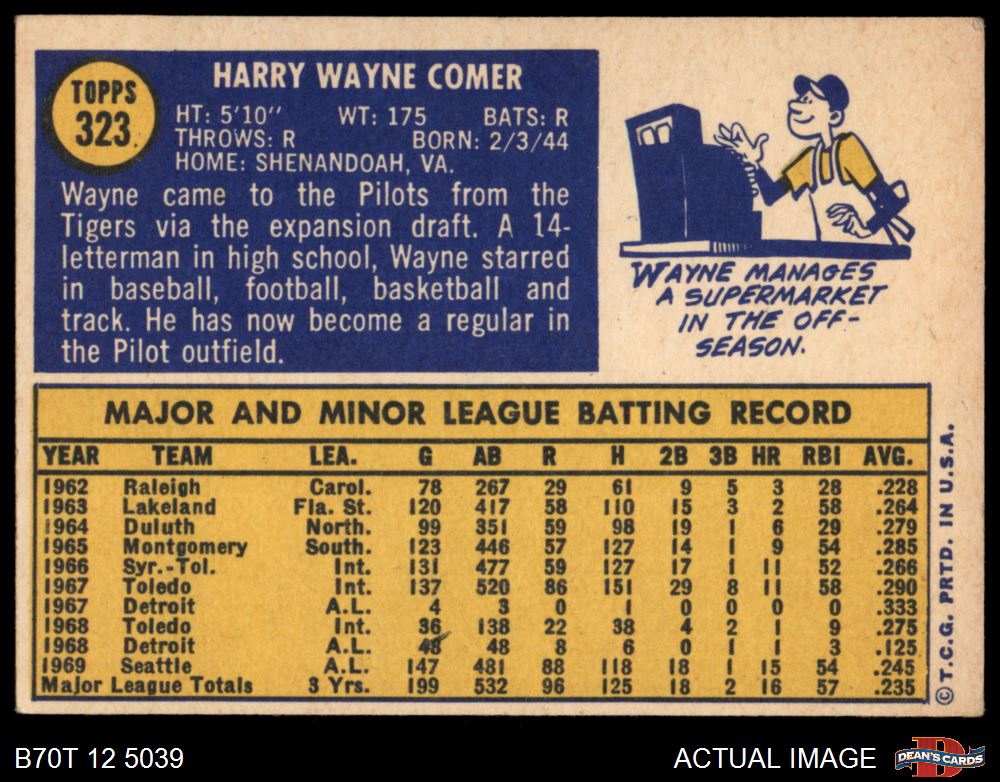 TOPPS
323.
HARRY WAYNE COMER
HT: 5'10" WT: 175 BATS: R
THROWS: R BORN: 2/3/44
HOME: SHENANDOAH, VA.
Wayne came to the Pilots from the
Tigers via the expansion draft. A 14-
letterman in high school, Wayne starred
in baseball, football, basketball and
track. He has now become a regular in
the Pilot outfield.
WAYNE MANAGES
A SUPERMARKET
IN THE OFF-
SEASON.
MAJOR AND MINOR LEAGUE BATTING RECORD
YEAR TEAM LEA. G AB R H 2B 3B HR RBI AVG.
1962 Raleigh Carol. 78 267 29 61 9 5 3 28 .228
1963 Lakeland Fla. St. 120 417 58 110 15 3 2 58 .264
1964 Duluth North. 99 351 59 98 19 1 6 29 .279
1965 Montgomery South. 123 446 57 127 14 1 9 54 .285
1966 Syr.-Tol. Int. 131 477 59 127 17 1 11 52 .266
1967 Toledo Int. 137 520 86 151 29 8 11 58 .290
1967 Detroit A.L. 4 3 0 1 0 0 0 0 .333
1968 Toledo Int. 36 138 22 38 4 2 1 9 .275
1968 Detroit A.L. 48 48 8 6 0 1 1 3 .125
1969 Seattle A.L. 147 481 88 118 18 1 15 54 .245
Major League Totals 3 Yrs. 199 532 96 125 18 2 16 57 .235
© T.C.G. PRTD. IN U.S.A.
B70T 12 5039
ACTUAL IMAGE
D
DEAN'S CARDS